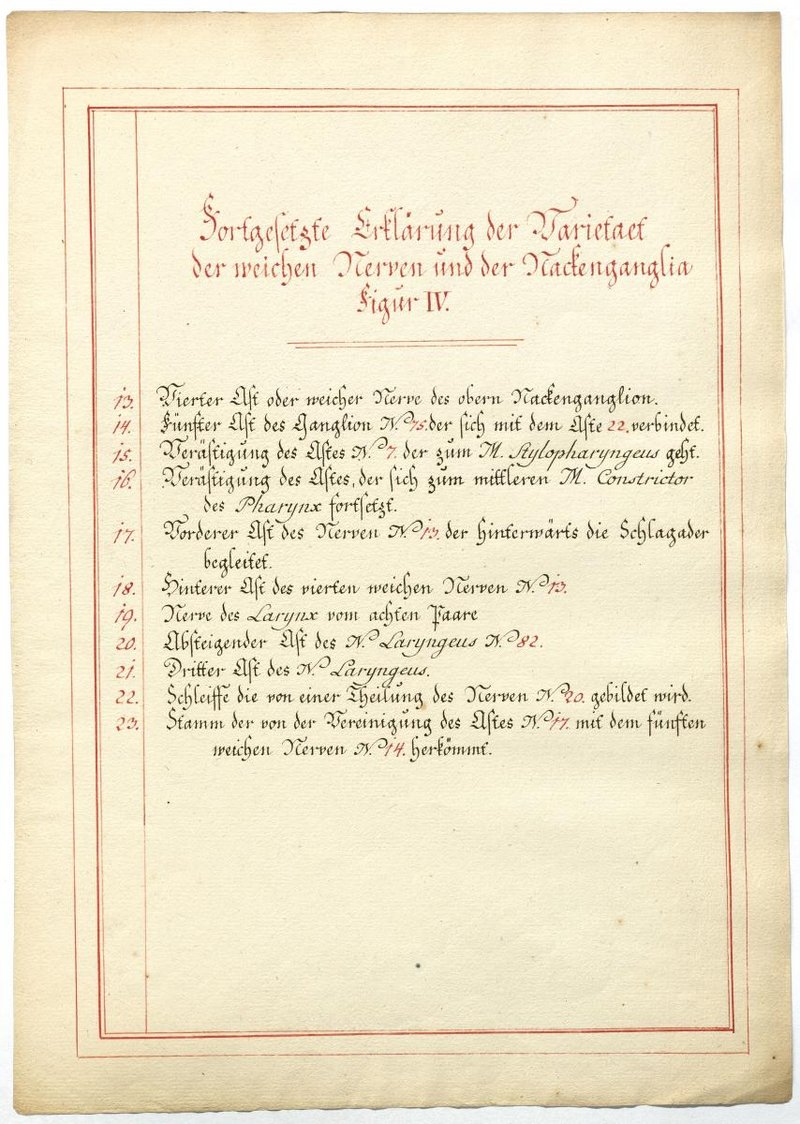 Fortgesetzte Erklärung der Varietaet
der weichen Nerven und der Nackenganglia
Figur IV.
13. Vierter Ast oder weicher Nerve des obern Nackenganglion.
14. Fünfter Ast des Ganglion N.º 75. der sich mit dem Aste 22. verbindet.
15. Verästigung des Astes N.º 7. der zum M. Stylopharyngeus geht.
16. Verästigung des Astes, der sich zum mittleren M. Constrictor
des Pharynx fortsetzt.
17. Vorderer Ast des Nerven N.º 13. der hinterwärts die Schlagader
begleitet.
18. Hinterer Ast des vierten weichen Nerven N.º 13.
19. Nerve des Larynx vom achten Paare
20. Absteigender Ast des N.º Laryngeus N.º 82.
21. Dritter Ast des N.º Laryngeus.
22. Schleiffe die von einer Theilung des Nerven N.º 20. gebildet wird.
23. Stamm der von der Vereinigung des Astes N.º 17. mit dem fünften
weichen Nerven N.º 14. herkömmt.